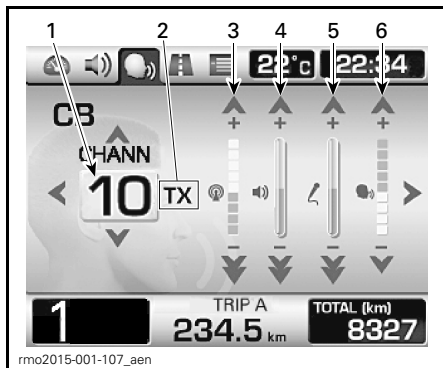 1 2 3 4 5 6
22°c 22:34
CB
+ + + +
CHANN
10 TX
- - - -
1 TRIP A TOTAL (km)
234.5 km 8327
rmo2015-001-107_aen